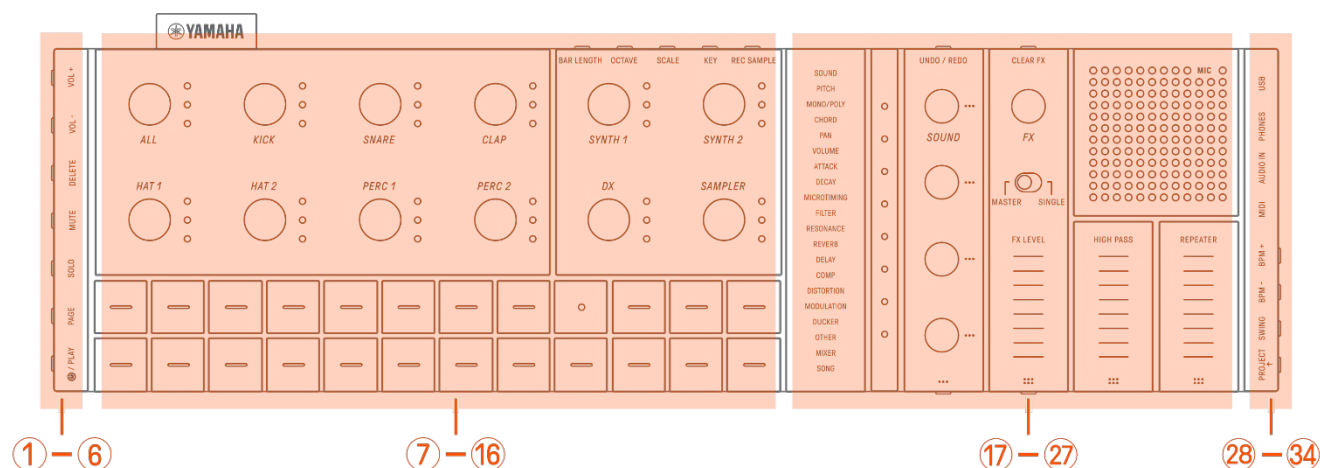 YAMAHA
VOL +
VOL -
DELETE
MUTE
SOLO
PAGE
/ PLAY
BAR LENGTH OCTAVE SCALE KEY REC SAMPLE
ALL KICK SNARE CLAP SYNTH 1 SYNTH 2
HAT 1 HAT 2 PERC 1 PERC 2 DX SAMPLER
SOUND
PITCH
MONO/POLY
CHORD
PAN
VOLUME
ATTACK
DECAY
MICROTIMING
FILTER
RESONANCE
REVERB
DELAY
COMP
DISTORTION
MODULATION
DUCKER
OTHER
MIXER
SONG
UNDO / REDO
SOUND
CLEAR FX
FX
MASTER SINGLE
MIC
FX LEVEL HIGH PASS REPEATER
USB
PHONES
AUDIO IN
MIDI
BPM +
BPM -
SWING
PROJECT
① – ⑥ ⑦ – ⑯ ⑰ – ㉗ ㉘ – ㉞